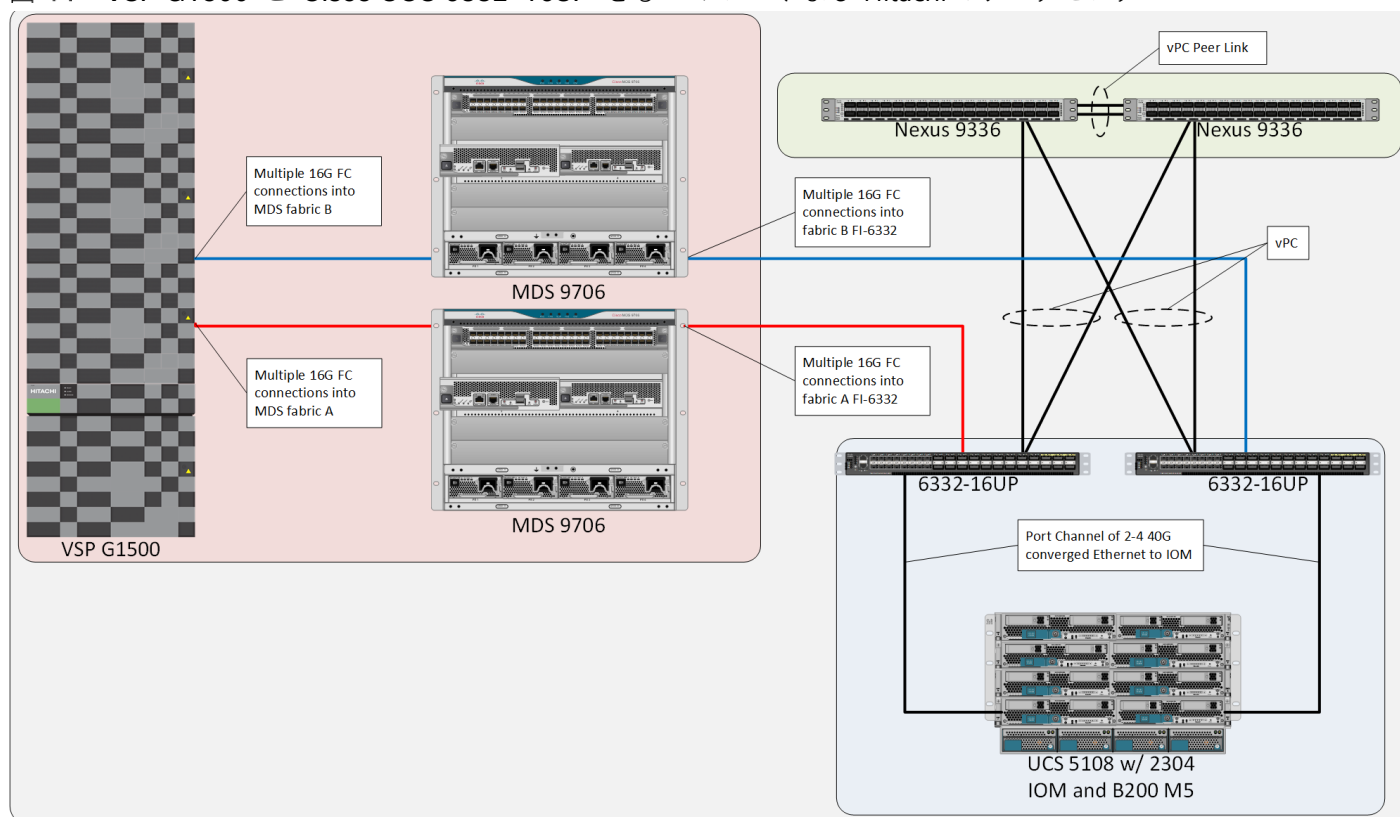 vPC Peer Link
Nexus 9336
Nexus 9336
Multiple 16G FC
connections into
MDS fabric B
Multiple 16G FC
connections into
fabric B FI-6332
vPC
MDS 9706
Multiple 16G FC
connections into
MDS fabric A
Multiple 16G FC
connections into
fabric A FI-6332
HITACHI
6332-16UP
6332-16UP
MDS 9706
VSP G1500
Port Channel of 2-4 40G
converged Ethernet to IOM
UCS 5108 w/ 2304
IOM and B200 M5